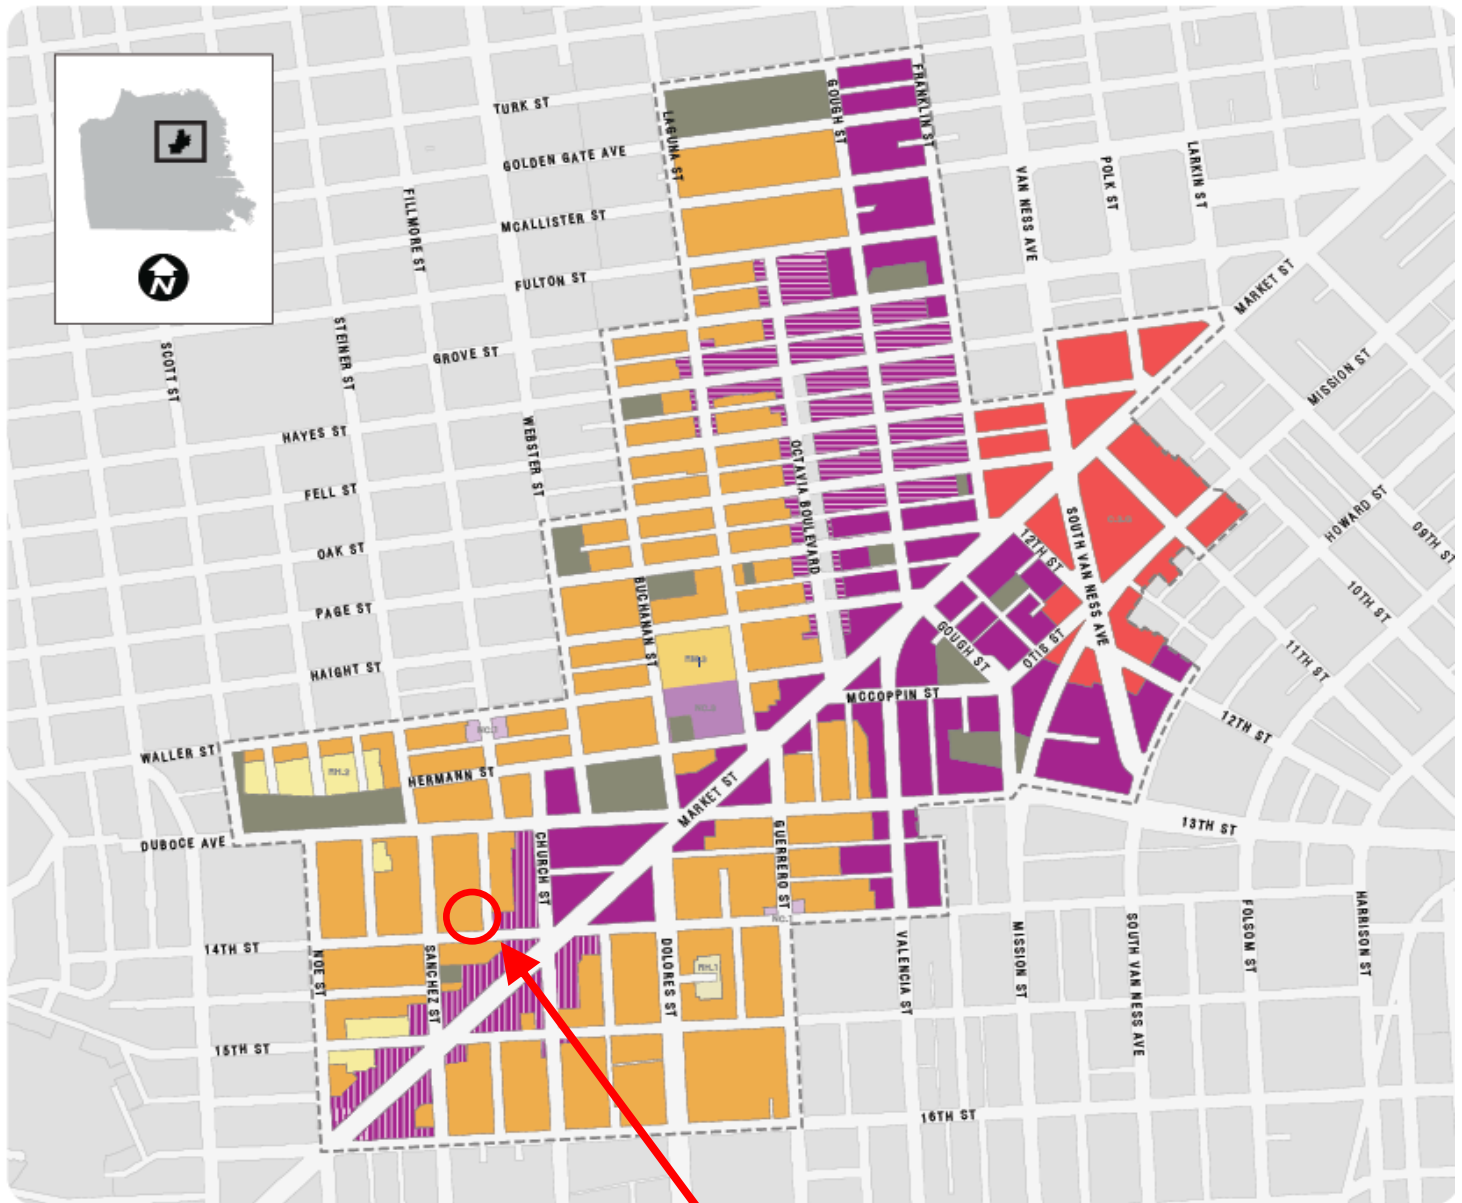 TURK ST
GOLDEN GATE AVE
MCALLISTER ST
FULTON ST
GROVE ST
HAYES ST
FELL ST
OAK ST
PAGE ST
HAIGHT ST
WALLER ST
HERMANN ST
DUBOCE AVE
14TH ST
15TH ST
16TH ST
SCOTT ST
STEINER ST
FILLMORE ST
WEBSTER ST
BUCHANAN ST
LAGUNA ST
OCTAVIA BOULEVARD
GOUGH ST
FRANKLIN ST
VAN NESS AVE
POLK ST
LARKIN ST
MARKET ST
MISSION ST
HOWARD ST
09TH ST
10TH ST
11TH ST
12TH ST
12TH ST
SOUTH VAN NESS AVE
GOUGH ST
OTIS ST
MCCOPPIN ST
MARKET ST
13TH ST
NOE ST
SANCHEZ ST
CHURCH ST
DOLORES ST
GUERRERO ST
VALENCIA ST
MISSION ST
SOUTH VAN NESS AVE
FOLSOM ST
HARRISON ST
N